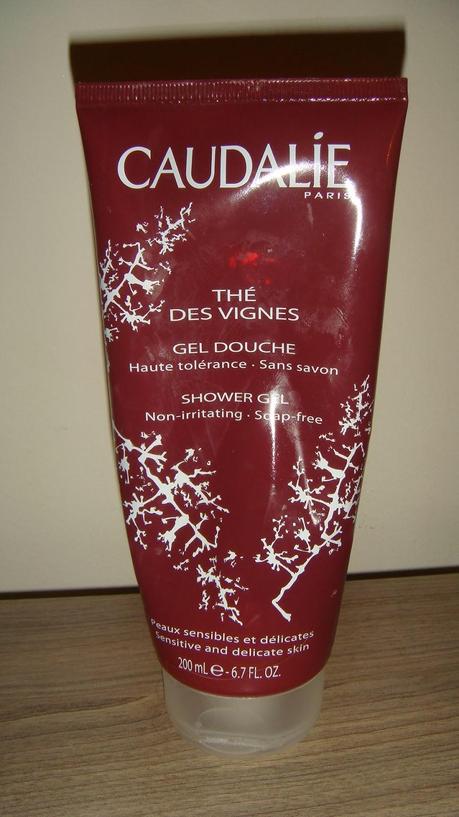 CAUDALÍE
PARIS
THÉ
DES VIGNES
GEL DOUCHE
Haute tolérance · Sans savon
SHOWER GEL
Non-irritating · Soap-free
Peaux sensibles et délicates
Sensitive and delicate skin
200 mL ℮ - 6.7 FL. OZ.